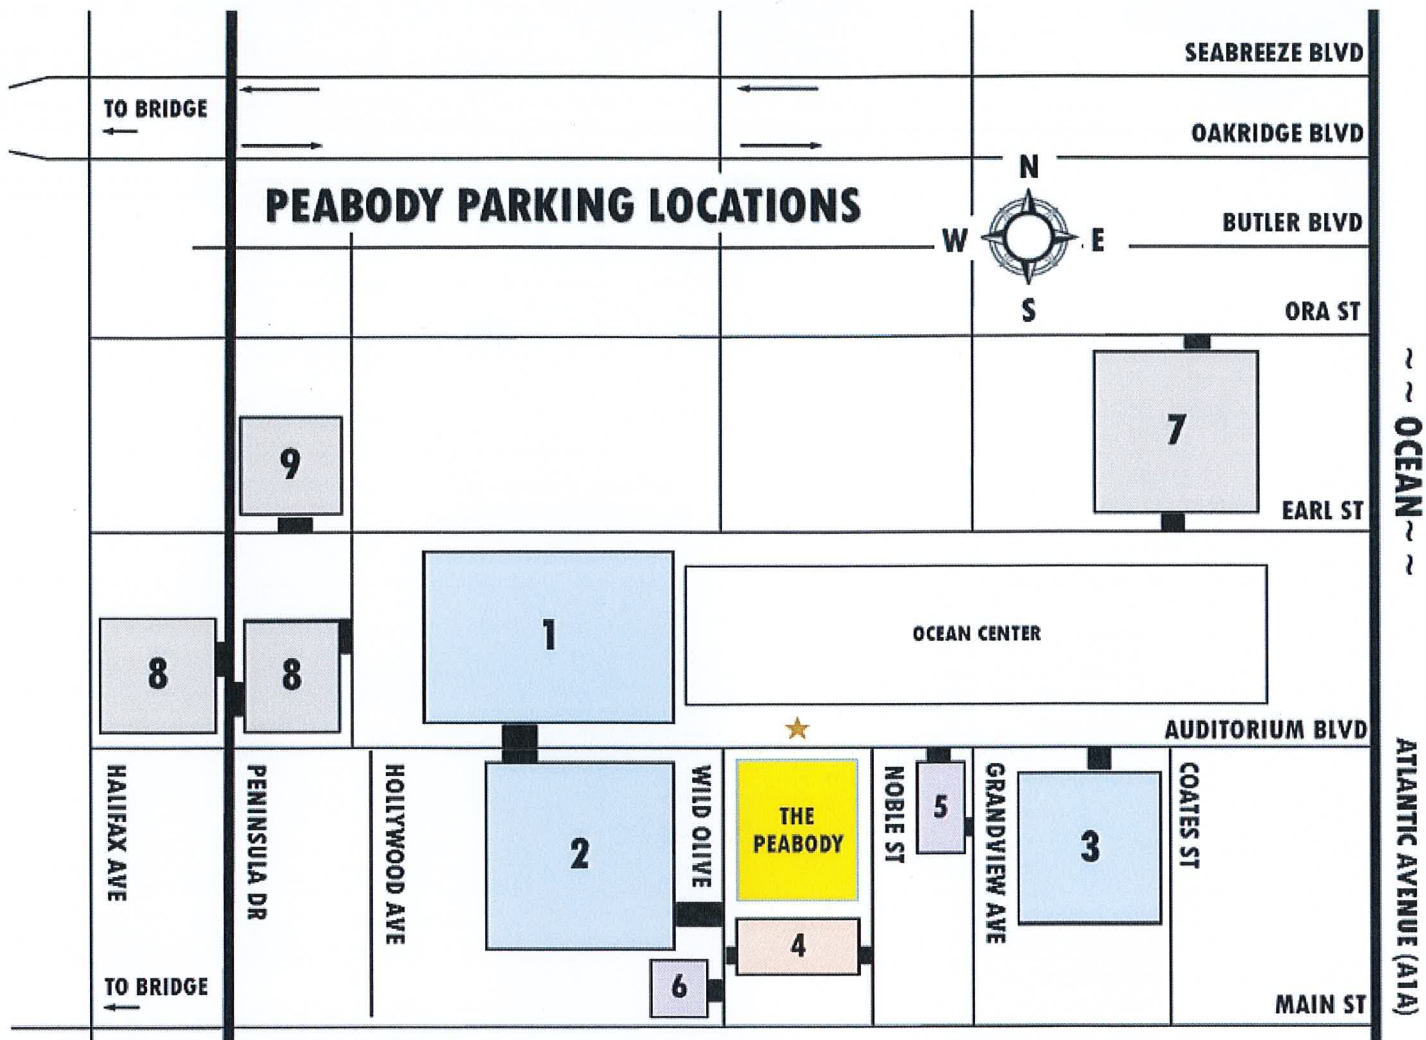 SEABREEZE BLVD
TO BRIDGE
OAKRIDGE BLVD
N
PEABODY PARKING LOCATIONS
BUTLER BLVD
W
E
S
ORA ST
7
9
~ ~ OCEAN ~ ~
EARL ST
1
OCEAN CENTER
8
8
AUDITORIUM BLVD
HALIFAX AVE
PENINSULA DR
HOLLYWOOD AVE
2
WILD OLIVE
THE
PEABODY
NOBLE ST
5
GRANDVIEW AVE
3
COATES ST
ATLANTIC AVENUE (A1A)
4
6
TO BRIDGE
MAIN ST